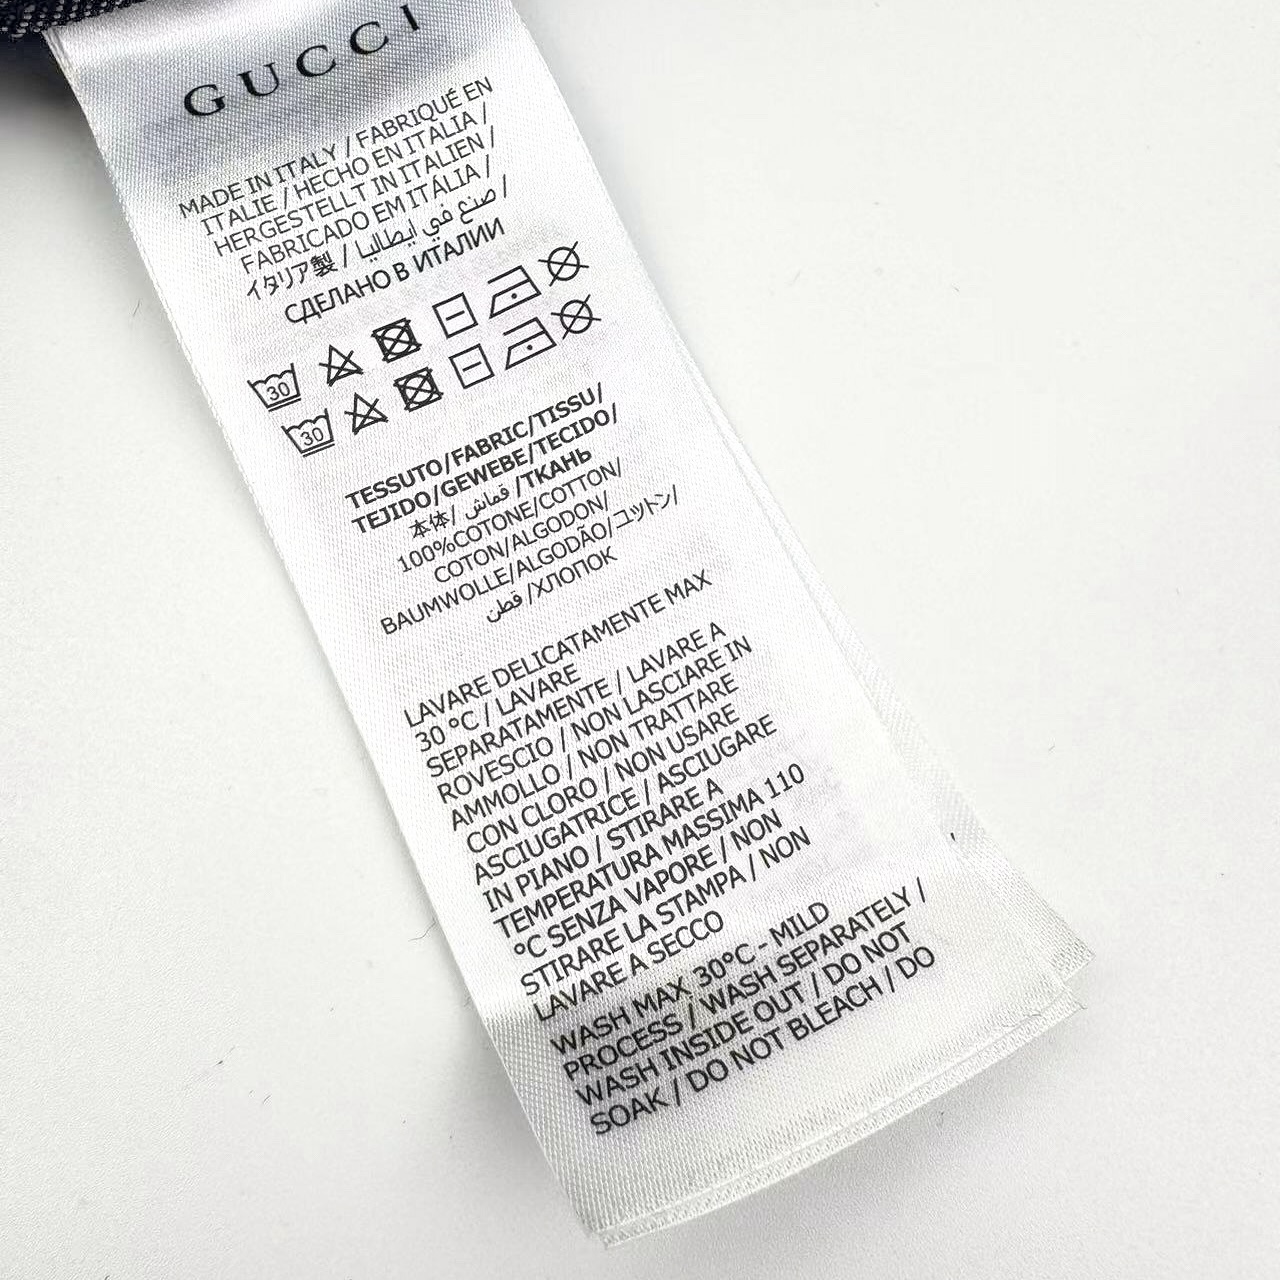 GUCCI
MADE IN ITALY / FABRIQUÉ EN
ITALIE / HECHO EN ITALIA /
HERGESTELLT IN ITALIEN /
FABRICADO EM ITÁLIA /
イタリア製 / صنع في إيطاليا /
СДЕЛАНО В ИТАЛИИ
30
30
TESSUTO/FABRIC/TISSU/
TEJIDO/GEWEBE/TECIDO/
本体/ قماش /ТКАНЬ
100%COTONE/COTTON/
COTON/ALGODON/
BAUMWOLLE/ALGODÃO/コットン/
قطن /ХЛОПОК
LAVARE DELICATAMENTE MAX
30 °C / LAVARE
SEPARATAMENTE / LAVARE A
ROVESCIO / NON LASCIARE IN
AMMOLLO / NON TRATTARE
CON CLORO / NON USARE
ASCIUGATRICE / ASCIUGARE
IN PIANO / STIRARE A
TEMPERATURA MASSIMA 110
°C SENZA VAPORE / NON
STIRARE LA STAMPA / NON
LAVARE A SECCO
WASH MAX 30°C - MILD
PROCESS / WASH SEPARATELY /
WASH INSIDE OUT / DO NOT
SOAK / DO NOT BLEACH / DO